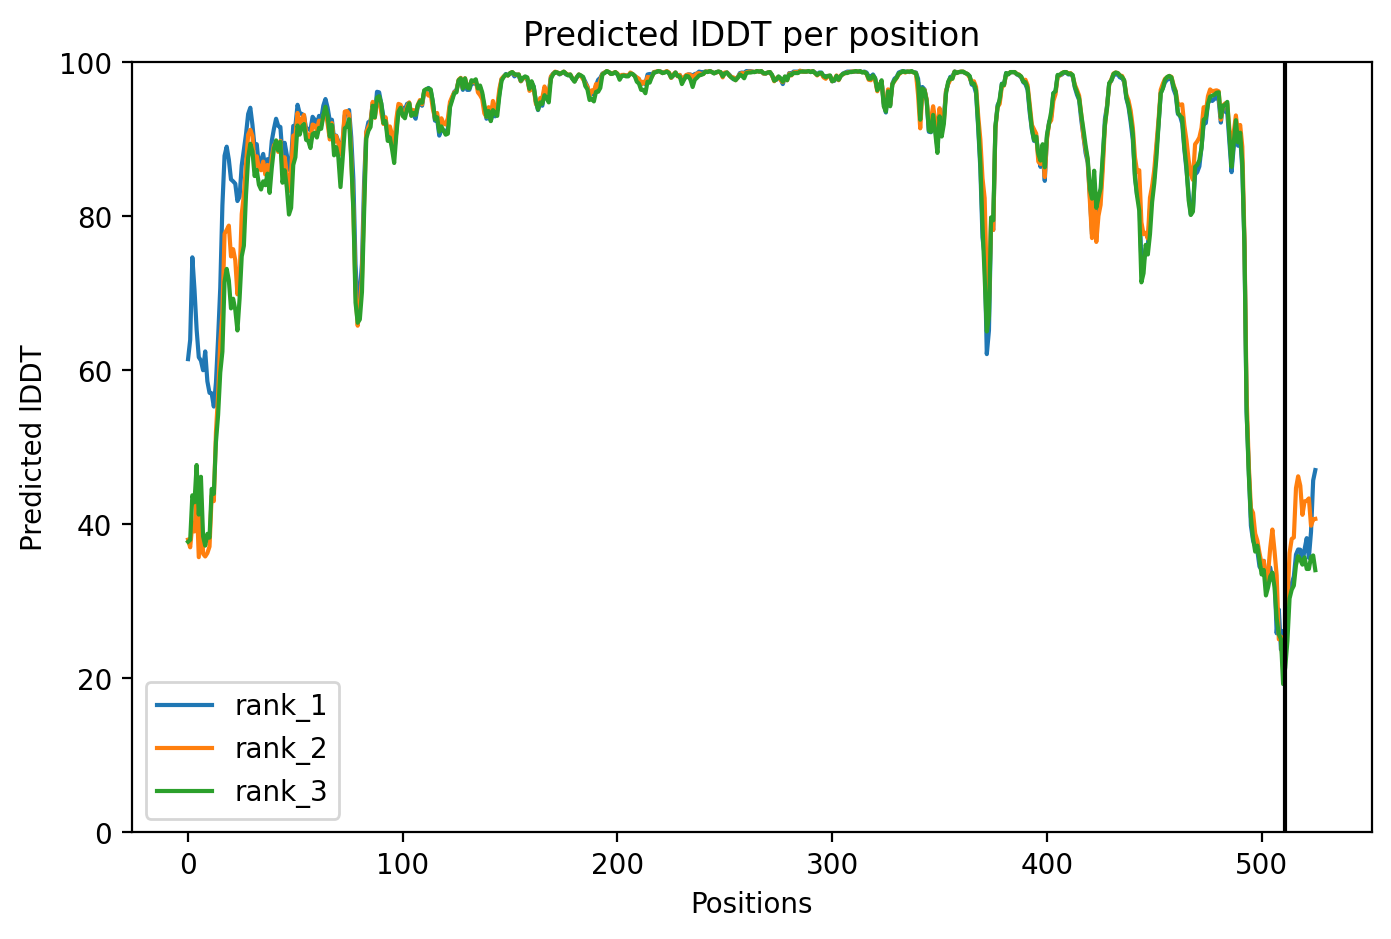 Predicted lDDT per position
100
80
60
40
20
0
Predicted lDDT
rank_1
rank_2
rank_3
0 100 200 300 400 500
Positions